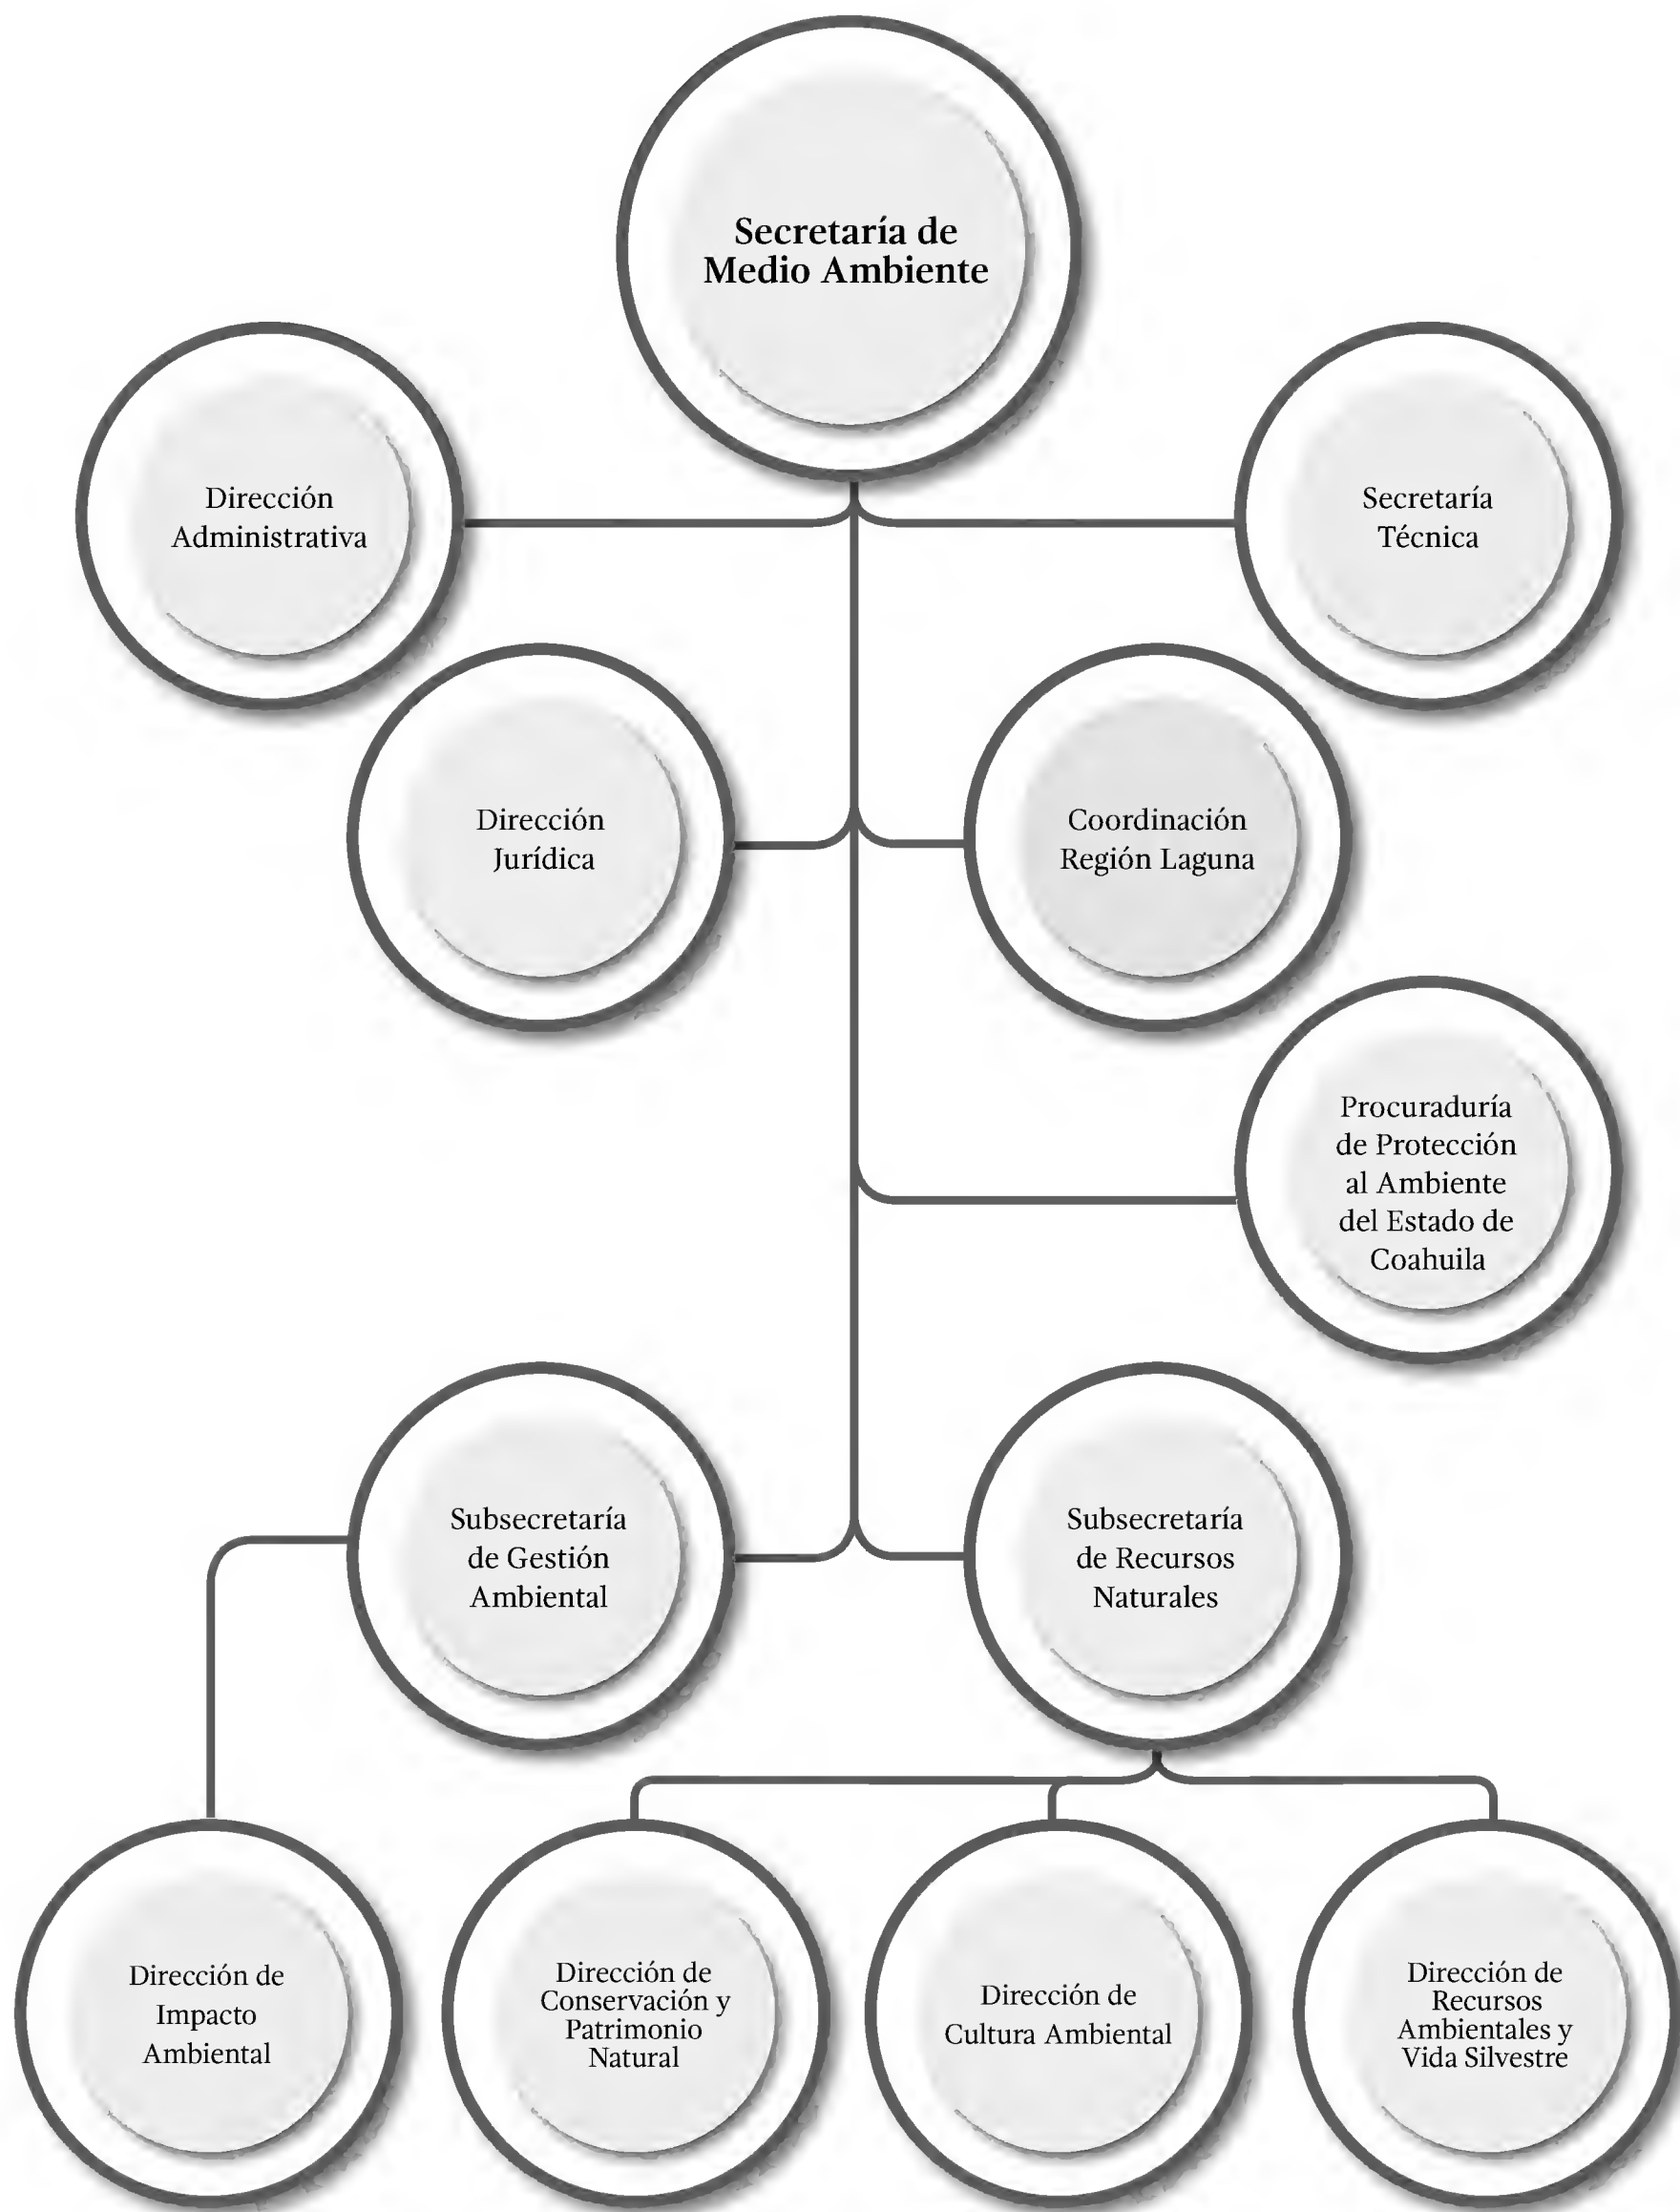 Secretaría de
Medio Ambiente
Dirección
Administrativa
Secretaría
Técnica
Dirección
Jurídica
Coordinación
Región Laguna
Procuraduría
de Protección
al Ambiente
del Estado de
Coahuila
Subsecretaría
de Gestión
Ambiental
Subsecretaría
de Recursos
Naturales
Dirección de
Impacto
Ambiental
Dirección de
Conservación y
Patrimonio
Natural
Dirección de
Cultura Ambiental
Dirección de
Recursos
Ambientales y
Vida Silvestre